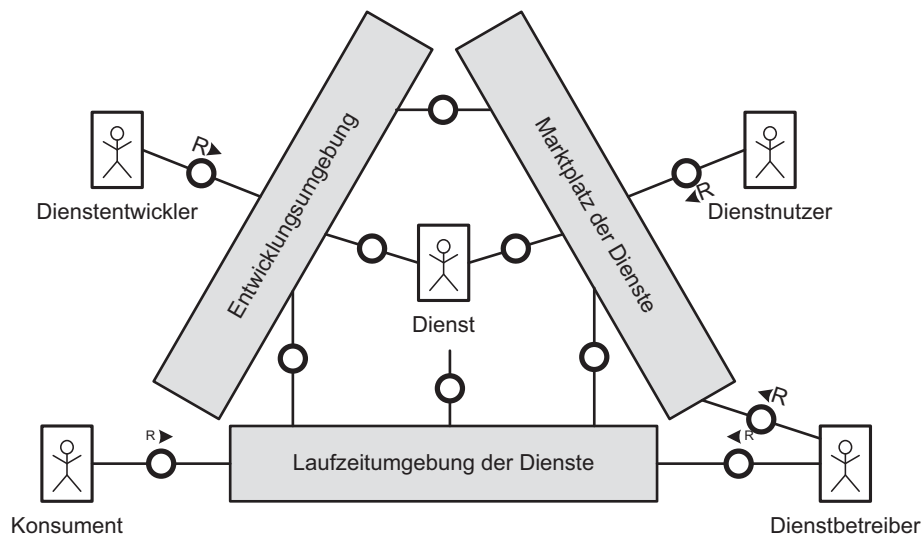 R
Dienstentwickler
Entwicklungsumgebung
Marktplatz der Dienste
R
Dienstnutzer
Dienst
R
R
Konsument
Laufzeitumgebung der Dienste
R
Dienstbetreiber